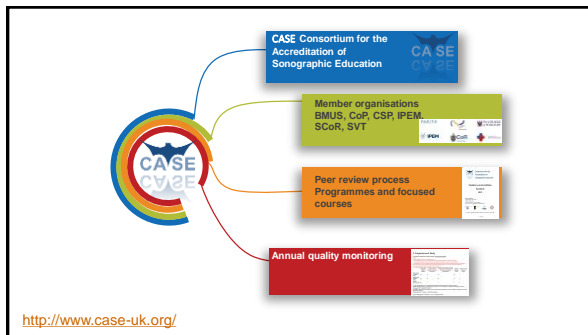 CASE Consortium for the
Accreditation of
Sonographic Education
CASE
Member organisations
BMUS, CoP, CSP, IPEM,
SCoR, SVT
IPEM
CASE
Peer review process
Programmes and focused
courses
Annual quality monitoring
http://www.case-uk.org/